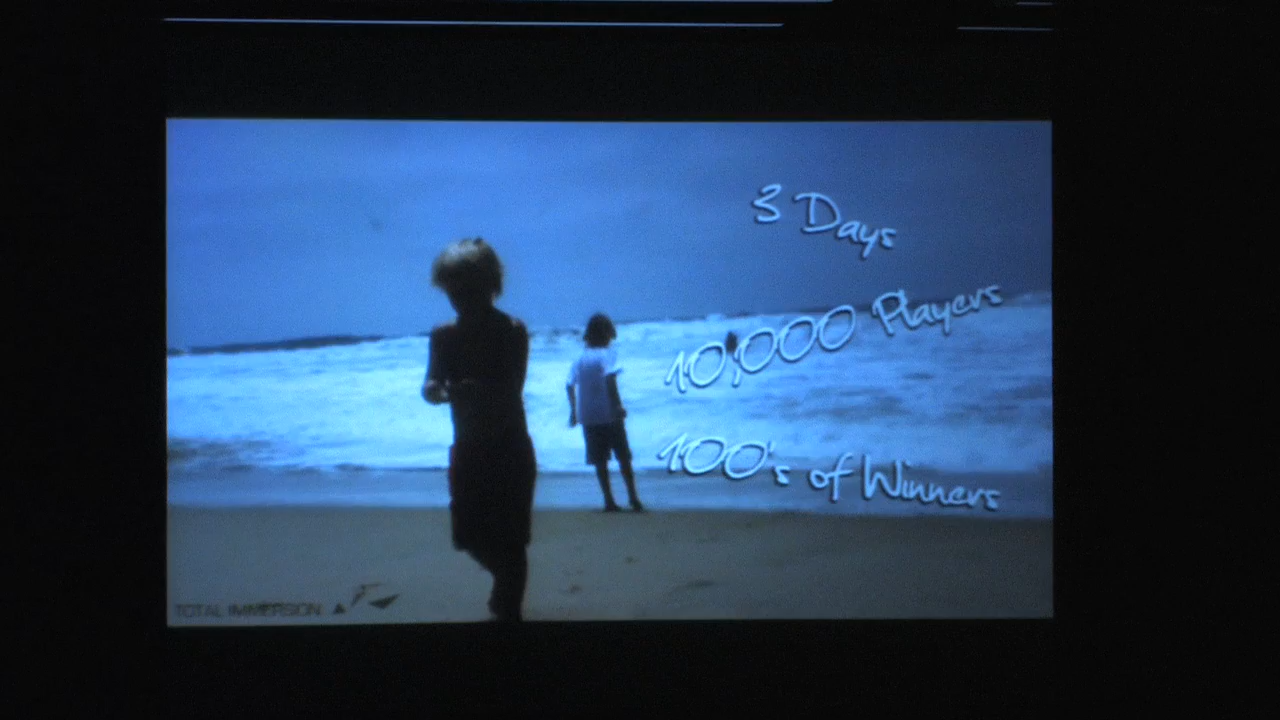 3 Days
10,000 Players
100's of Winners
TOTAL IMMERSION